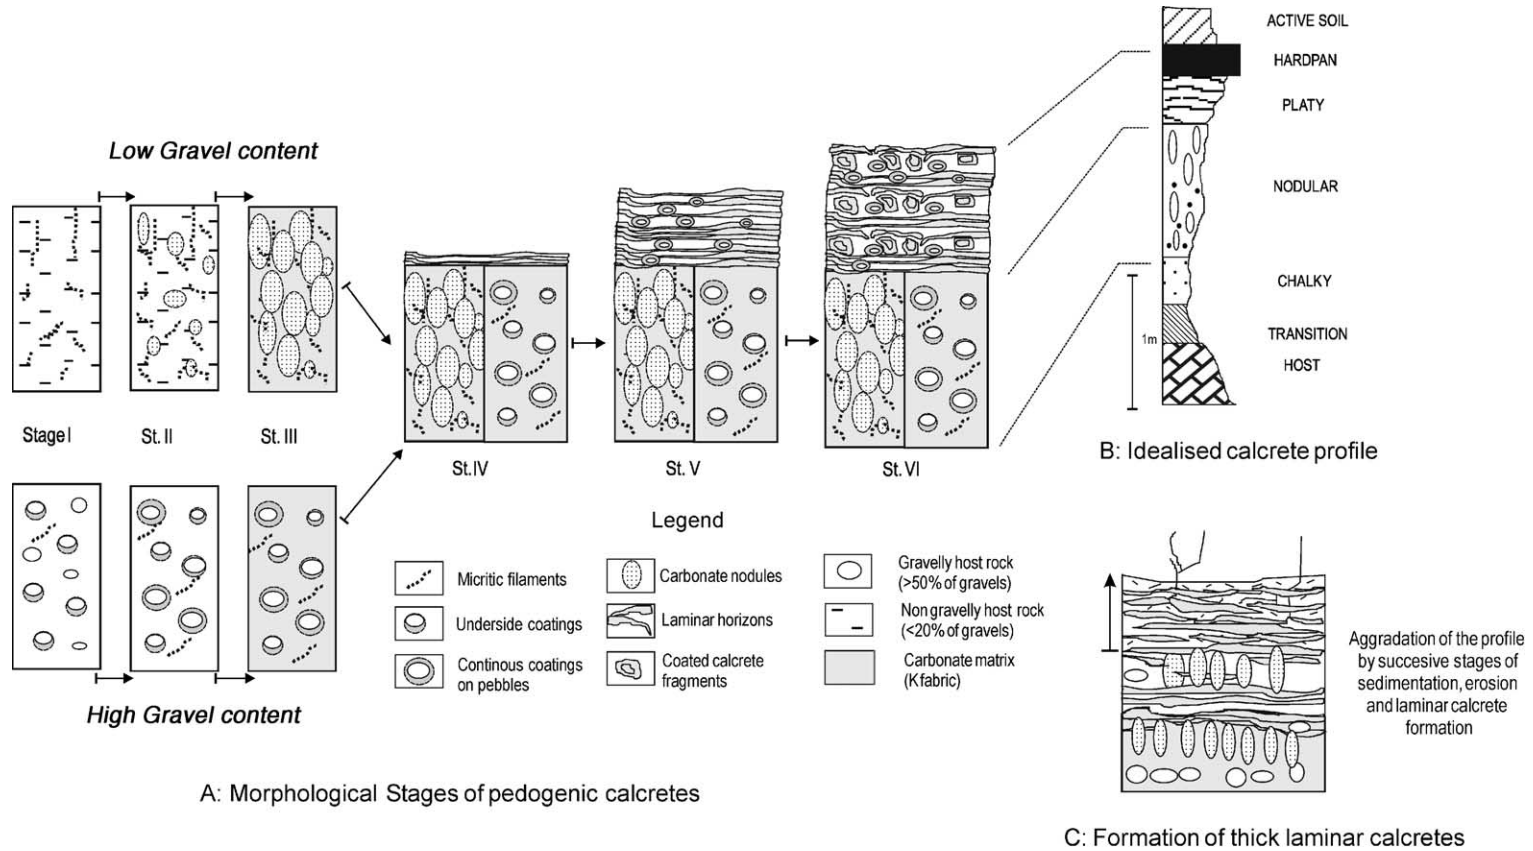 Low Gravel content
Stage I
St. II
St. III
St. IV
St. V
St. VI
High Gravel content
Legend
Micritic filaments
Underside coatings
Continous coatings
on pebbles
Carbonate nodules
Laminar horizons
Coated calcrete
fragments
Gravelly host rock
(>50% of gravels)
Non gravelly host rock
(<20% of gravels)
Carbonate matrix
(K fabric)
A: Morphological Stages of pedogenic calcretes
ACTIVE SOIL
HARDPAN
PLATY
NODULAR
CHALKY
TRANSITION
HOST
1m
B: Idealised calcrete profile
Aggradation of the profile
by succesive stages of
sedimentation, erosion
and laminar calcrete
formation
C: Formation of thick laminar calcretes